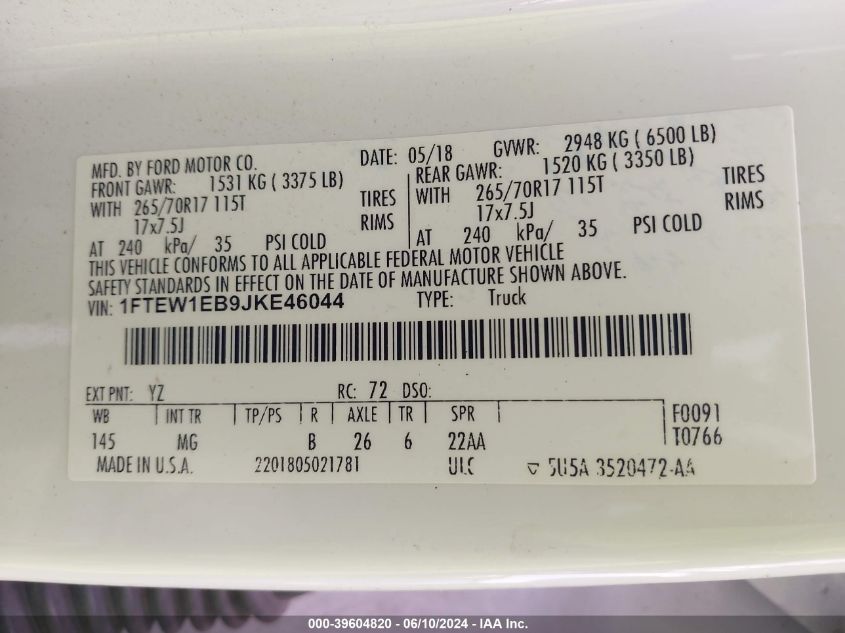 MFD. BY FORD MOTOR CO. DATE: 05/18 GVWR: 2948 KG ( 6500 LB)
FRONT GAWR: 1531 KG ( 3375 LB) REAR GAWR: 1520 KG ( 3350 LB)
WITH 265/70R17 115T TIRES WITH 265/70R17 115T TIRES
17x7.5J RIMS 17x7.5J RIMS
AT 240 kPa/ 35 PSI COLD AT 240 kPa/ 35 PSI COLD
THIS VEHICLE CONFORMS TO ALL APPLICABLE FEDERAL MOTOR VEHICLE
SAFETY STANDARDS IN EFFECT ON THE DATE OF MANUFACTURE SHOWN ABOVE.
VIN: 1FTEW1EB9JKE46044 TYPE: Truck
EXT PNT: YZ RC: 72 DSO:
WB INT TR TP/PS R AXLE TR SPR F0091
145 MG B 26 6 22AA T0766
MADE IN U.S.A. 2201805021781 ULC 5U5A 3520472-AA
000-39604820 - 06/10/2024 - IAA Inc.